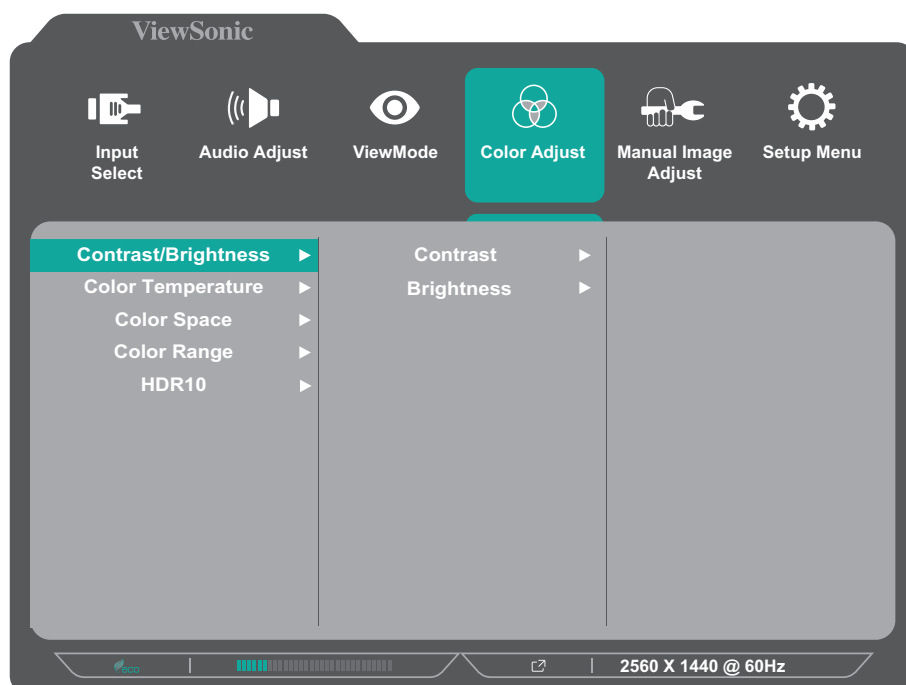 ViewSonic
Input Select
Audio Adjust
ViewMode
Color Adjust
Manual Image Adjust
Setup Menu
Contrast/Brightness
Color Temperature
Color Space
Color Range
HDR10
Contrast
Brightness
ECO
2560 X 1440 @ 60Hz